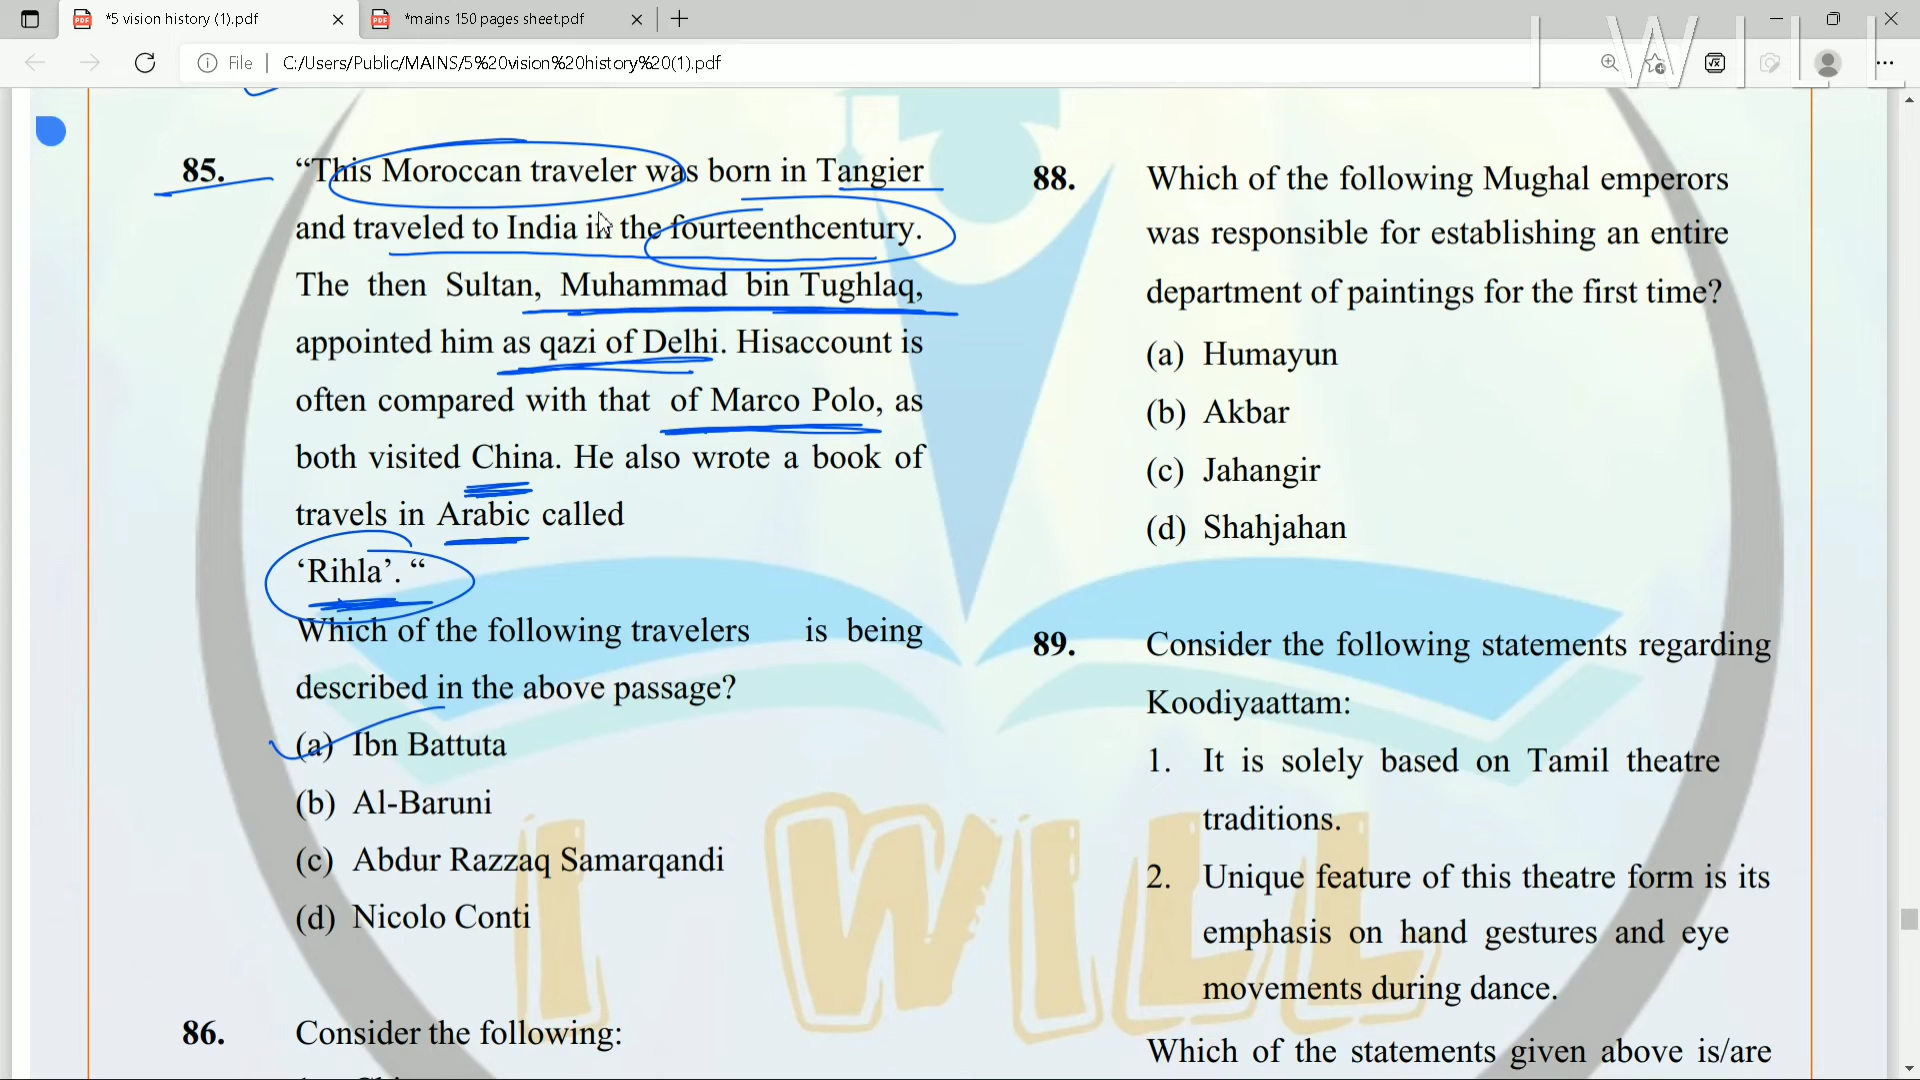 *5 vision history (1).pdf
*mains 150 pages sheet.pdf
File
C:/Users/Public/MAINS/5%20vision%20history%20(1).pdf
I WILL
85. “This Moroccan traveler was born in Tangier
and traveled to India in the fourteenthcentury.
The then Sultan, Muhammad bin Tughlaq,
appointed him as qazi of Delhi. Hisaccount is
often compared with that of Marco Polo, as
both visited China. He also wrote a book of
travels in Arabic called
‘Rihla’. “
Which of the following travelers is being
described in the above passage?
(a) Ibn Battuta
(b) Al-Baruni
(c) Abdur Razzaq Samarqandi
(d) Nicolo Conti
86. Consider the following:
88. Which of the following Mughal emperors
was responsible for establishing an entire
department of paintings for the first time?
(a) Humayun
(b) Akbar
(c) Jahangir
(d) Shahjahan
89. Consider the following statements regarding
Koodiyaattam:
1. It is solely based on Tamil theatre
traditions.
2. Unique feature of this theatre form is its
emphasis on hand gestures and eye
movements during dance.
Which of the statements given above is/are
I WILL